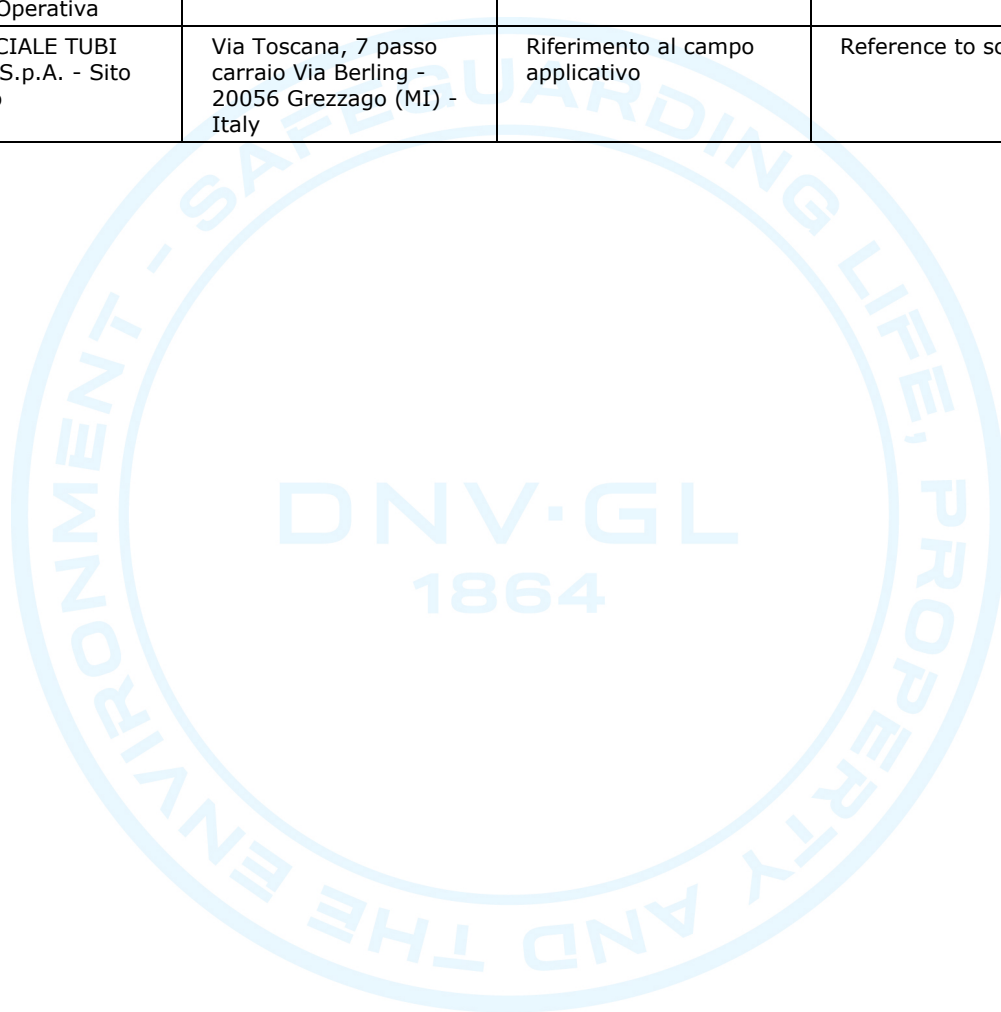 Operativa
CIALE TUBI
S.p.A. - Sito
Via Toscana, 7 passo
carraio Via Berling -
20056 Grezzago (MI) -
Italy
Riferimento al campo
applicativo
Reference to sc
SAFEGUARDING LIFE, PROPERTY AND THE ENVIRONMENT -
DNV·GL
1864